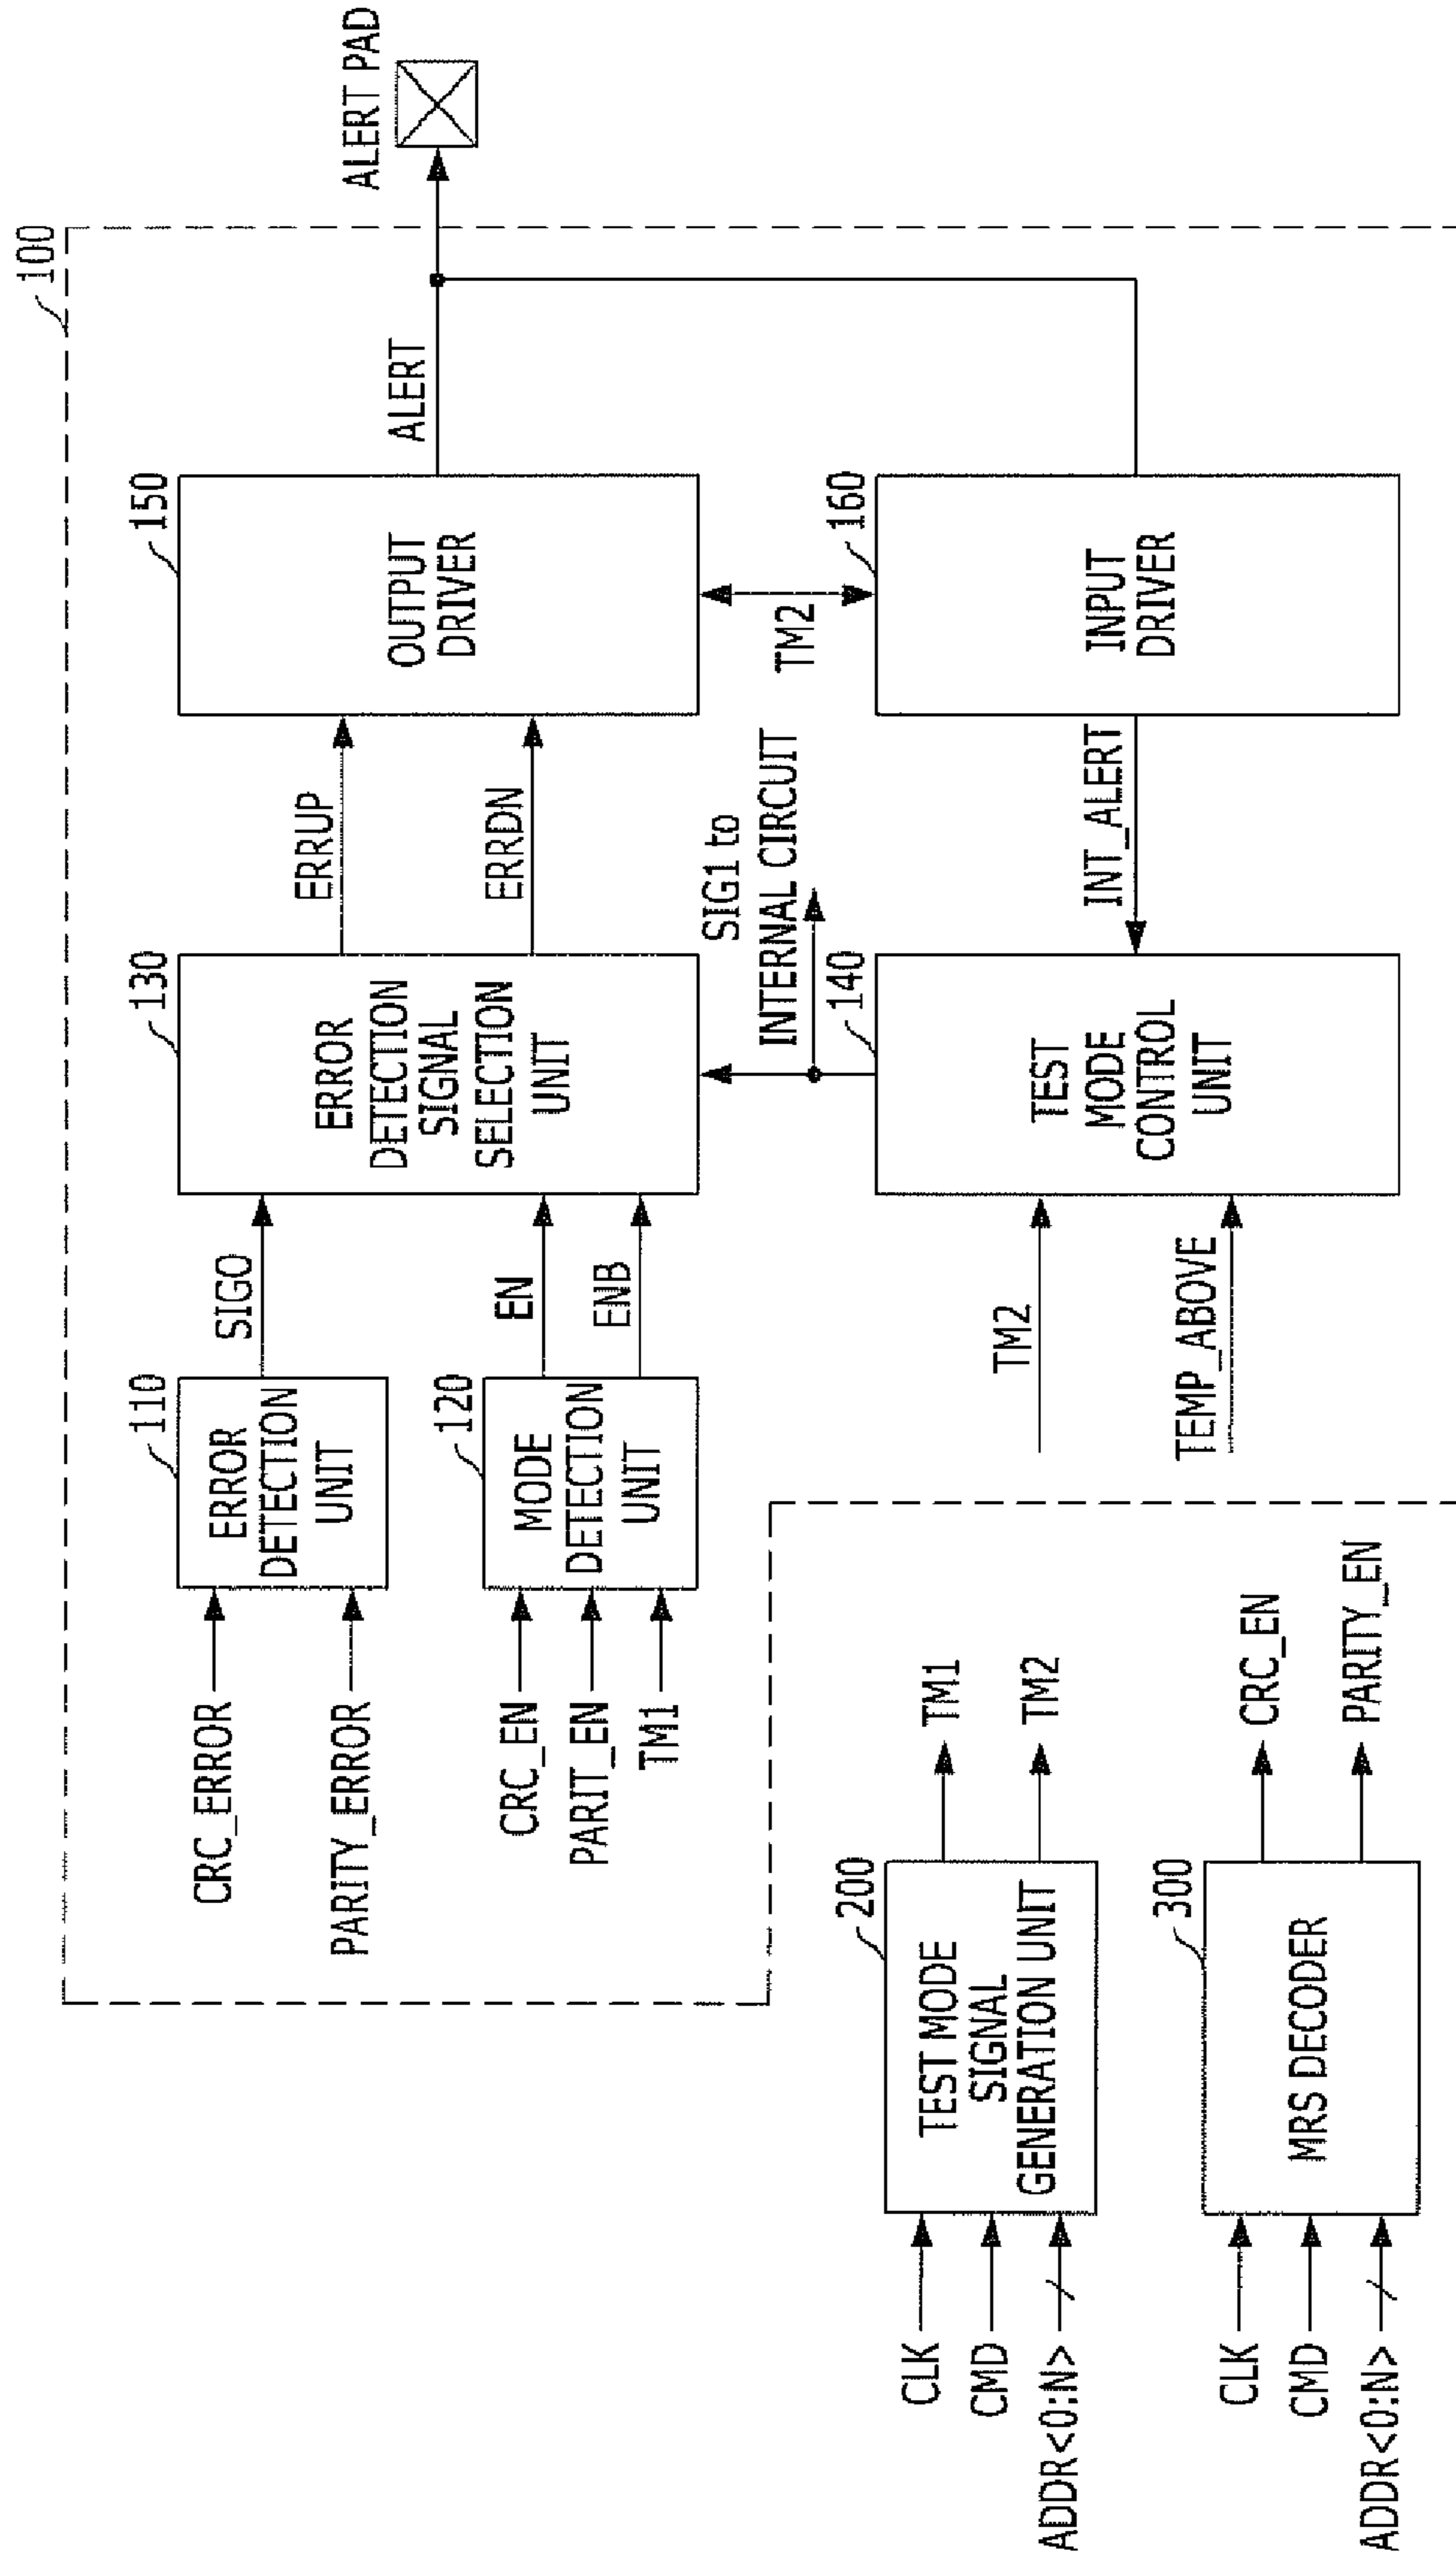 100
110
ERROR
DETECTION
UNIT
CRC_ERROR
PARITY_ERROR
SIGO
120
MODE
DETECTION
UNIT
CRC_EN
PARIT_EN
TM1
EN
ENB
130
ERROR
DETECTION
SIGNAL
SELECTION
UNIT
ERRUP
ERRDN
150
OUTPUT
DRIVER
ALERT
ALERT PAD
TM2
SIG1 to
INTERNAL CIRCUIT
140
TEST
MODE
CONTROL
UNIT
TM2
TEMP_ABOVE
INT_ALERT
160
INPUT
DRIVER
200
TEST MODE
SIGNAL
GENERATION UNIT
CLK
CMD
ADDR<0:N>
TM1
TM2
300
MRS DECODER
CLK
CMD
ADDR<0:N>
CRC_EN
PARITY_EN